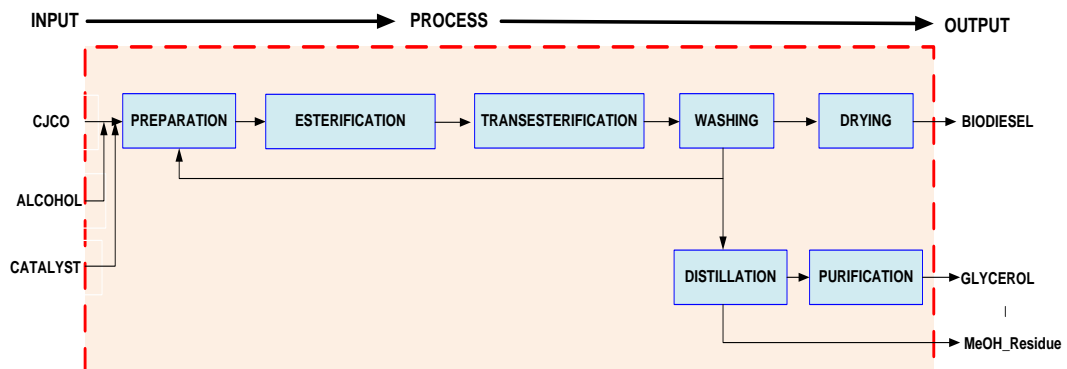 INPUT
PROCESS
OUTPUT
CJCO
PREPARATION
ESTERIFICATION
TRANSESTERIFICATION
WASHING
DRYING
BIODIESEL
ALCOHOL
CATALYST
DISTILLATION
PURIFICATION
GLYCEROL
MeOH_Residue